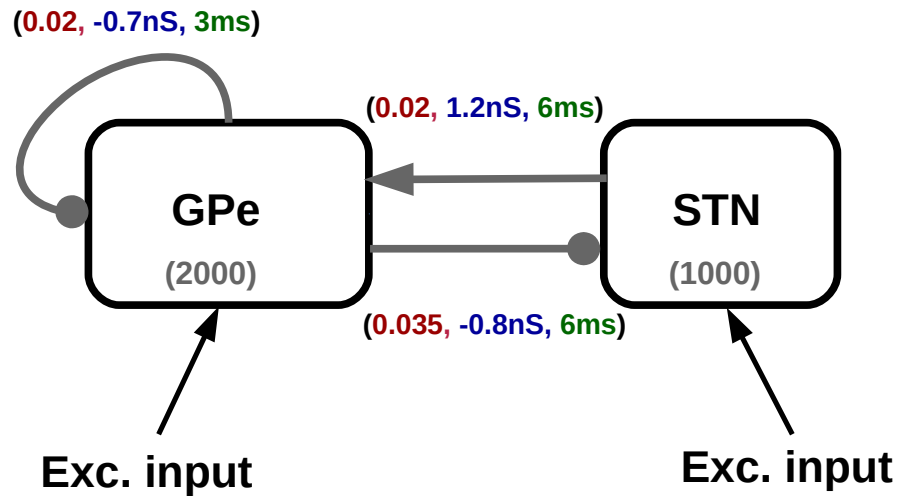 (0.02, -0.7nS, 3ms)
(0.02, 1.2nS, 6ms)
GPe
(2000)
STN
(1000)
(0.035, -0.8nS, 6ms)
Exc. input
Exc. input